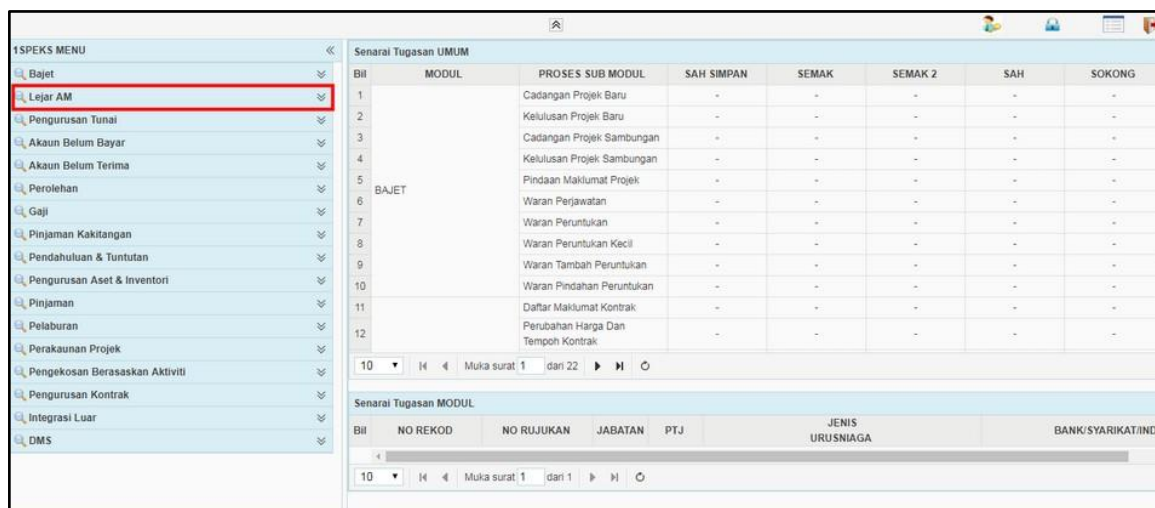 1SPEKS MENU
Bajet
Lejar AM
Pengurusan Tunai
Akaun Belum Bayar
Akaun Belum Terima
Perolehan
Gaji
Pinjaman Kakitangan
Pendahuluan & Tuntutan
Pengurusan Aset & Inventori
Pinjaman
Pelaburan
Perakaunan Projek
Pengekosan Berasaskan Aktiviti
Pengurusan Kontrak
Integrasi Luar
DMS
Senarai Tugasan UMUM
Bil MODUL PROSES SUB MODUL SAH SIMPAN SEMAK SEMAK 2 SAH SOKONG
1 Cadangan Projek Baru - - - - -
2 Kelulusan Projek Baru - - - - -
3 Cadangan Projek Sambungan - - - - -
4 Kelulusan Projek Sambungan - - - - -
5 Pindaan Maklumat Projek - - - - -
BAJET
6 Waran Perjawatan - - - - -
7 Waran Peruntukan - - - - -
8 Waran Peruntukan Kecil - - - - -
9 Waran Tambah Peruntukan - - - - -
10 Waran Pindahan Peruntukan - - - - -
11 Daftar Maklumat Kontrak - - - - -
12 Perubahan Harga Dan - - - - -
Tempoh Kontrak
10 Muka surat 1 dari 22
Senarai Tugasan MODUL
Bil NO REKOD NO RUJUKAN JABATAN PTJ JENIS BANK/SYARIKAT/IND
URUSNIAGA
10 Muka surat 1 dari 1